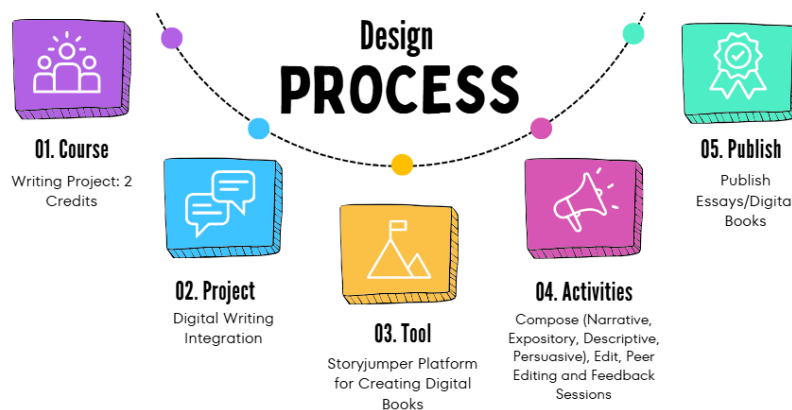 Design
PROCESS
01. Course
Writing Project: 2
Credits
02. Project
Digital Writing
Integration
03. Tool
Storyjumper Platform
for Creating Digital
Books
04. Activities
Compose (Narrative,
Expository, Descriptive,
Persuasive), Edit, Peer
Editing and Feedback
Sessions
05. Publish
Publish
Essays/Digital
Books